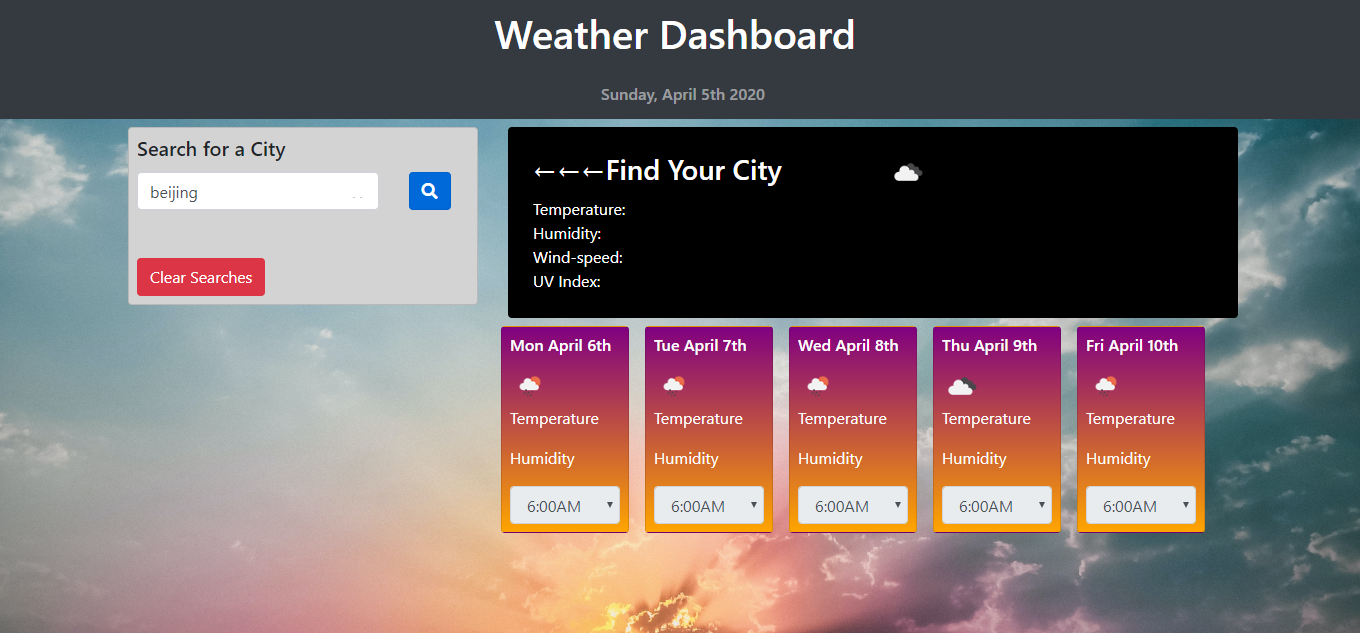 Weather Dashboard
Sunday, April 5th 2020
Search for a City
beijing
Clear Searches
←←←Find Your City
Temperature:
Humidity:
Wind-speed:
UV Index:
Mon April 6th
Temperature
Humidity
6:00AM
Tue April 7th
Temperature
Humidity
6:00AM
Wed April 8th
Temperature
Humidity
6:00AM
Thu April 9th
Temperature
Humidity
6:00AM
Fri April 10th
Temperature
Humidity
6:00AM